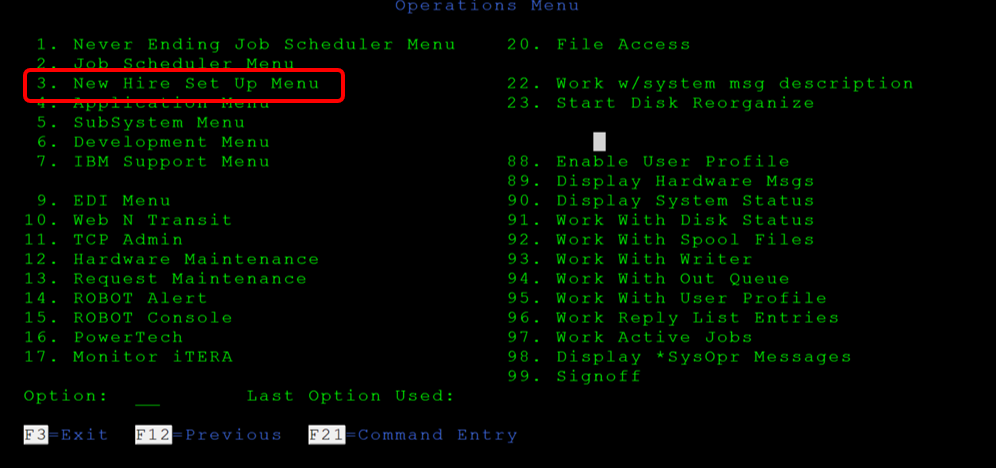 Operations Menu
1. Never Ending Job Scheduler Menu
2. Job Scheduler Menu
3. New Hire Set Up Menu
4. Application Menu
5. SubSystem Menu
6. Development Menu
7. IBM Support Menu
9. EDI Menu
10. Web N Transit
11. TCP Admin
12. Hardware Maintenance
13. Request Maintenance
14. ROBOT Alert
15. ROBOT Console
16. PowerTech
17. Monitor iTERA
20. File Access
22. Work w/system msg description
23. Start Disk Reorganize
88. Enable User Profile
89. Display Hardware Msgs
90. Display System Status
91. Work With Disk Status
92. Work With Spool Files
93. Work With Writer
94. Work With Out Queue
95. Work With User Profile
96. Work Reply List Entries
97. Work Active Jobs
98. Display *SysOpr Messages
99. Signoff
Option: __ Last Option Used:
F3=Exit F12=Previous F21=Command Entry